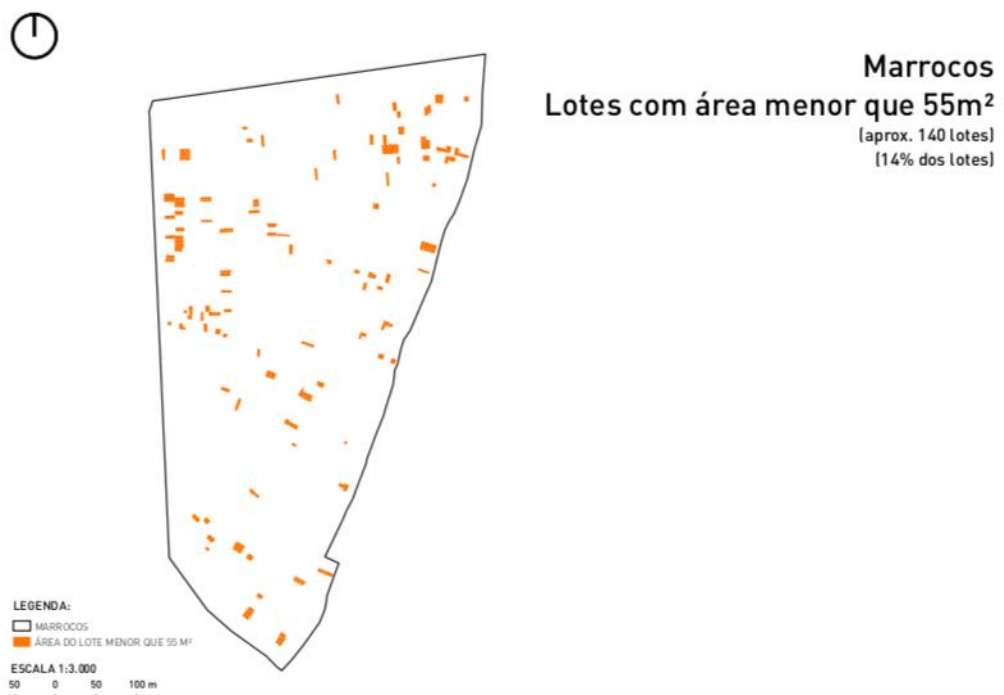 Marrocos
Lotes com área menor que 55m²
(aprox. 140 lotes)
(14% dos lotes)
LEGENDA:
MARROCOS
ÁREA DO LOTE MENOR QUE 55 M²
ESCALA 1:3.000
50 0 50 100 m